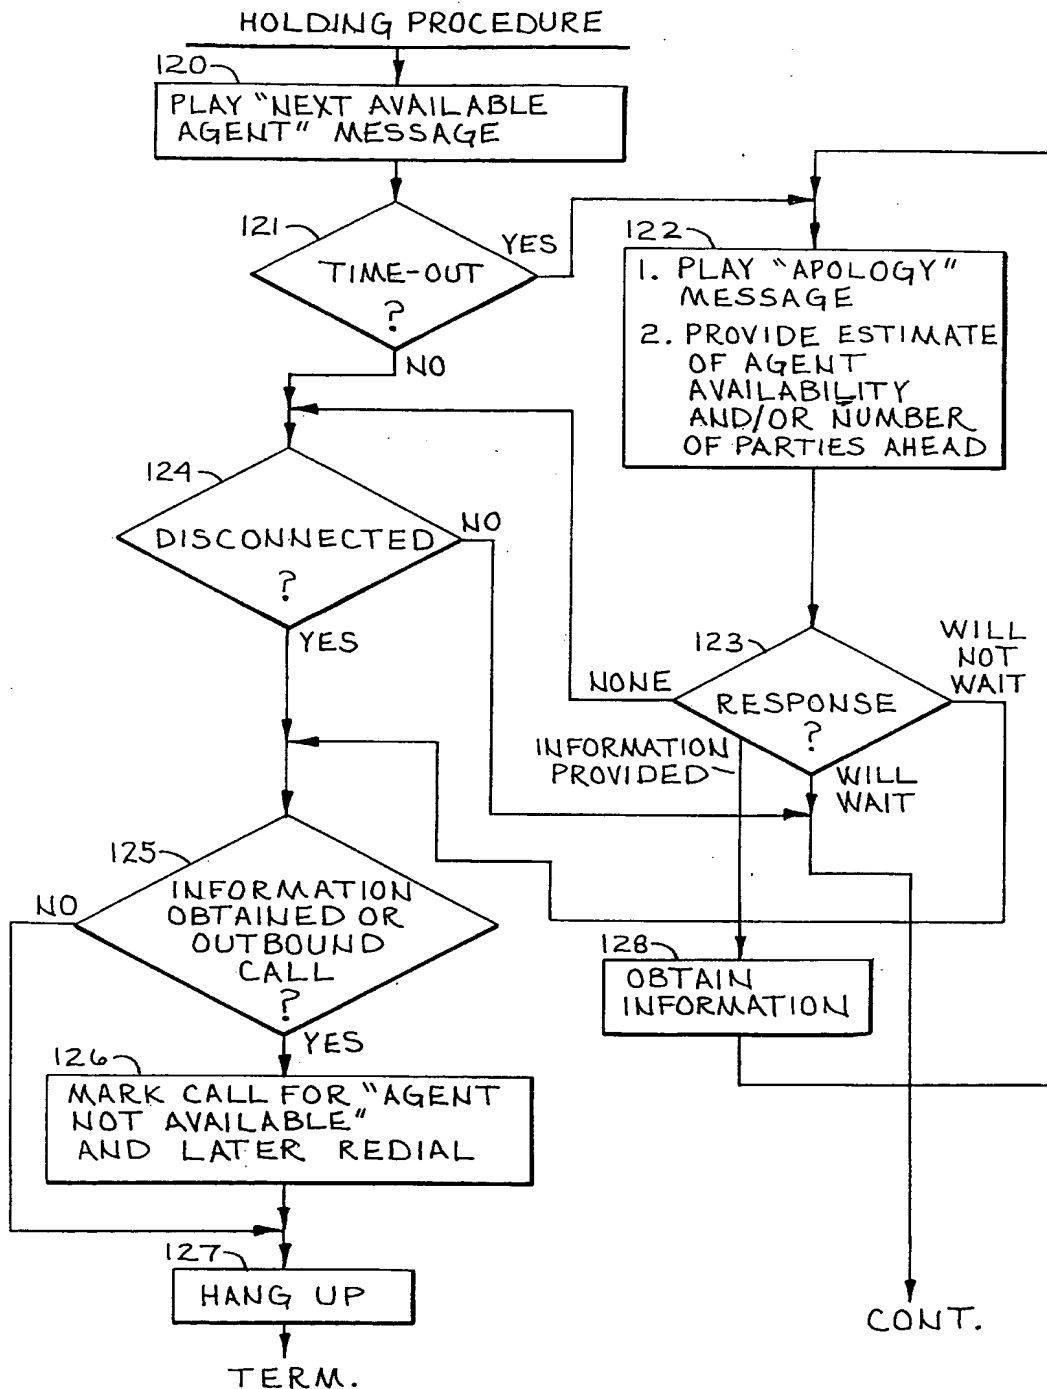 HOLDING PROCEDURE
120
PLAY "NEXT AVAILABLE
AGENT" MESSAGE
121
TIME-OUT
?
YES
NO
122
1. PLAY "APOLOGY"
MESSAGE
2. PROVIDE ESTIMATE
OF AGENT
AVAILABILITY
AND/OR NUMBER
OF PARTIES AHEAD
124
DISCONNECTED
?
NO
YES
123
RESPONSE
?
NONE
WILL
NOT
WAIT
INFORMATION
PROVIDED
WILL
WAIT
125
INFORMATION
OBTAINED OR
OUTBOUND
CALL
?
NO
YES
128
OBTAIN
INFORMATION
126
MARK CALL FOR "AGENT
NOT AVAILABLE"
AND LATER REDIAL
127
HANG UP
TERM.
CONT.